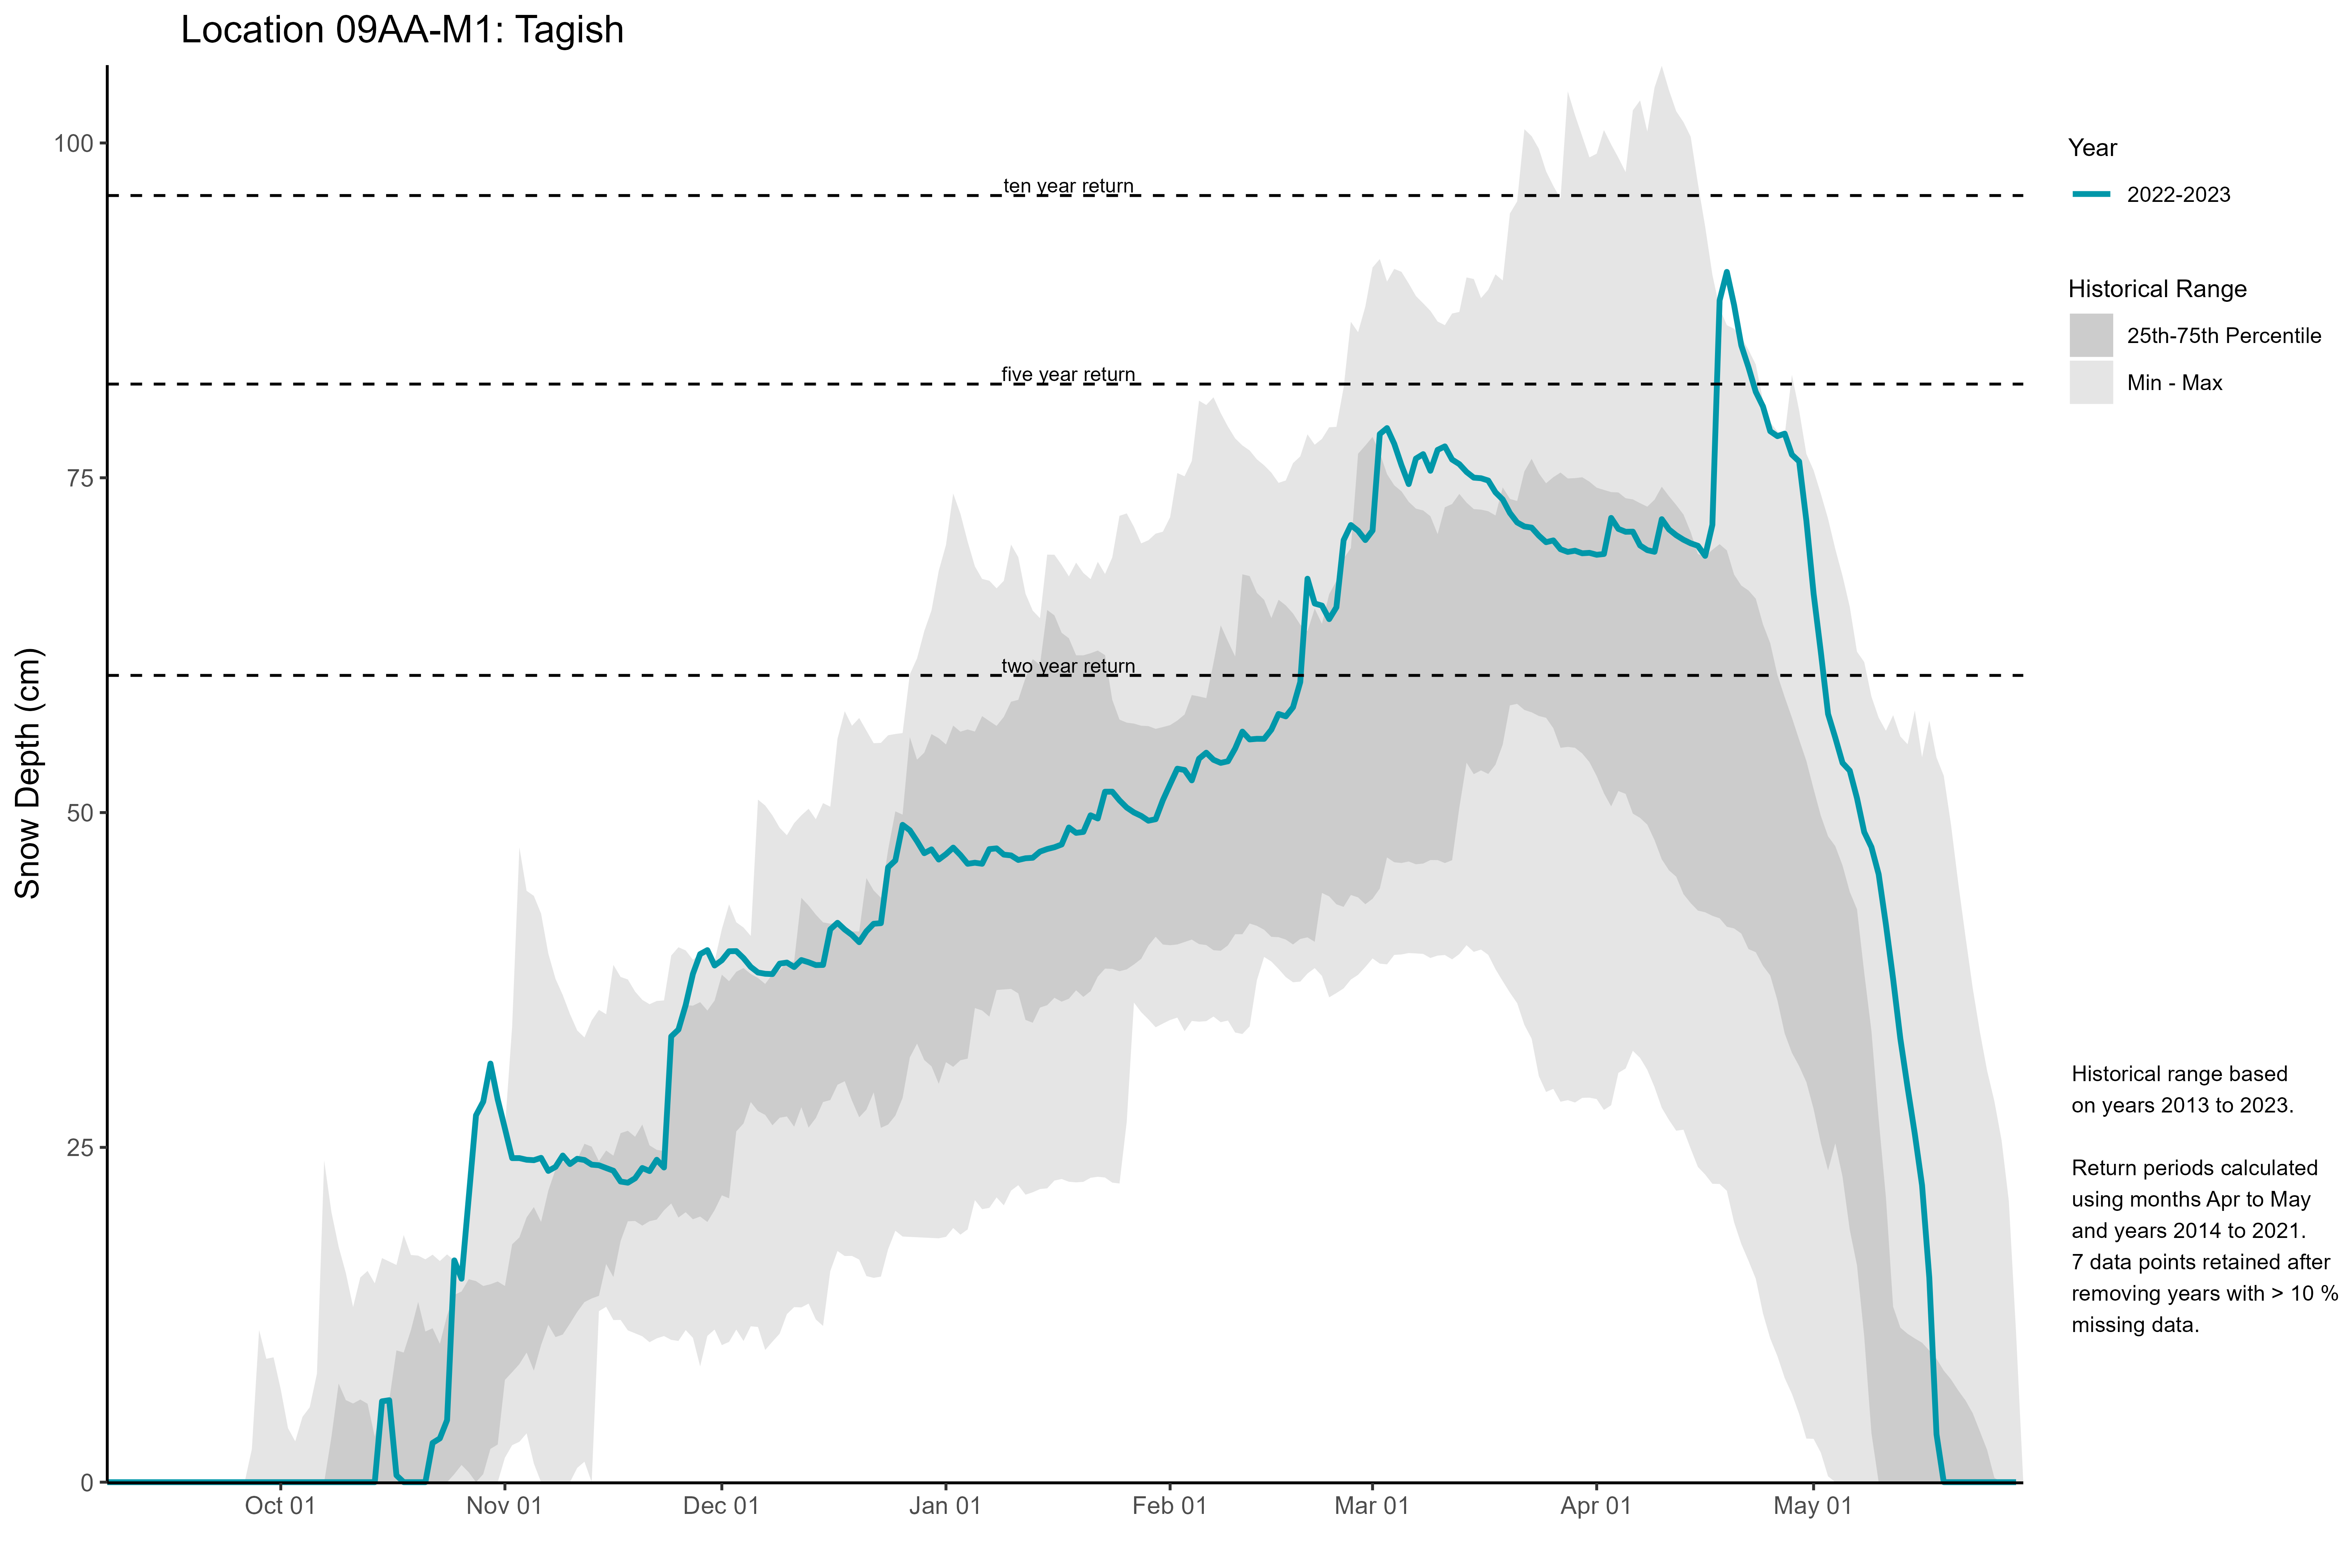 Location 09AA-M1: Tagish
Snow Depth (cm)
100
75
50
25
0
ten year return
five year return
two year return
Oct 01
Nov 01
Dec 01
Jan 01
Feb 01
Mar 01
Apr 01
May 01
Year
2022-2023
Historical Range
25th-75th Percentile
Min - Max
Historical range based
on years 2013 to 2023.
Return periods calculated
using months Apr to May
and years 2014 to 2021.
7 data points retained after
removing years with > 10 %
missing data.